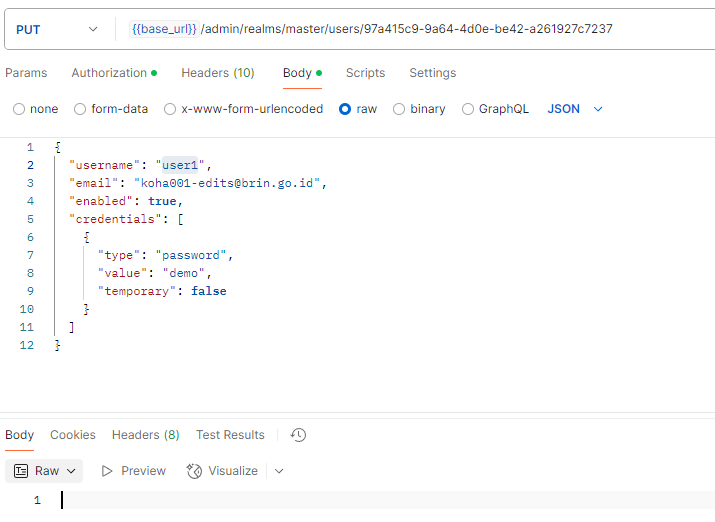 PUT {{base_url}}/admin/realms/master/users/97a415c9-9a64-4d0e-be42-a261927c7237
Params Authorization Headers (10) Body Scripts Settings
none form-data x-www-form-urlencoded raw binary GraphQL JSON
1 {
2 "username": "user1",
3 "email": "koha001-edits@brin.go.id",
4 "enabled": true,
5 "credentials": [
6 {
7 "type": "password",
8 "value": "demo",
9 "temporary": false
10 }
11 ]
12 }
Body Cookies Headers (8) Test Results
Raw Preview Visualize
1